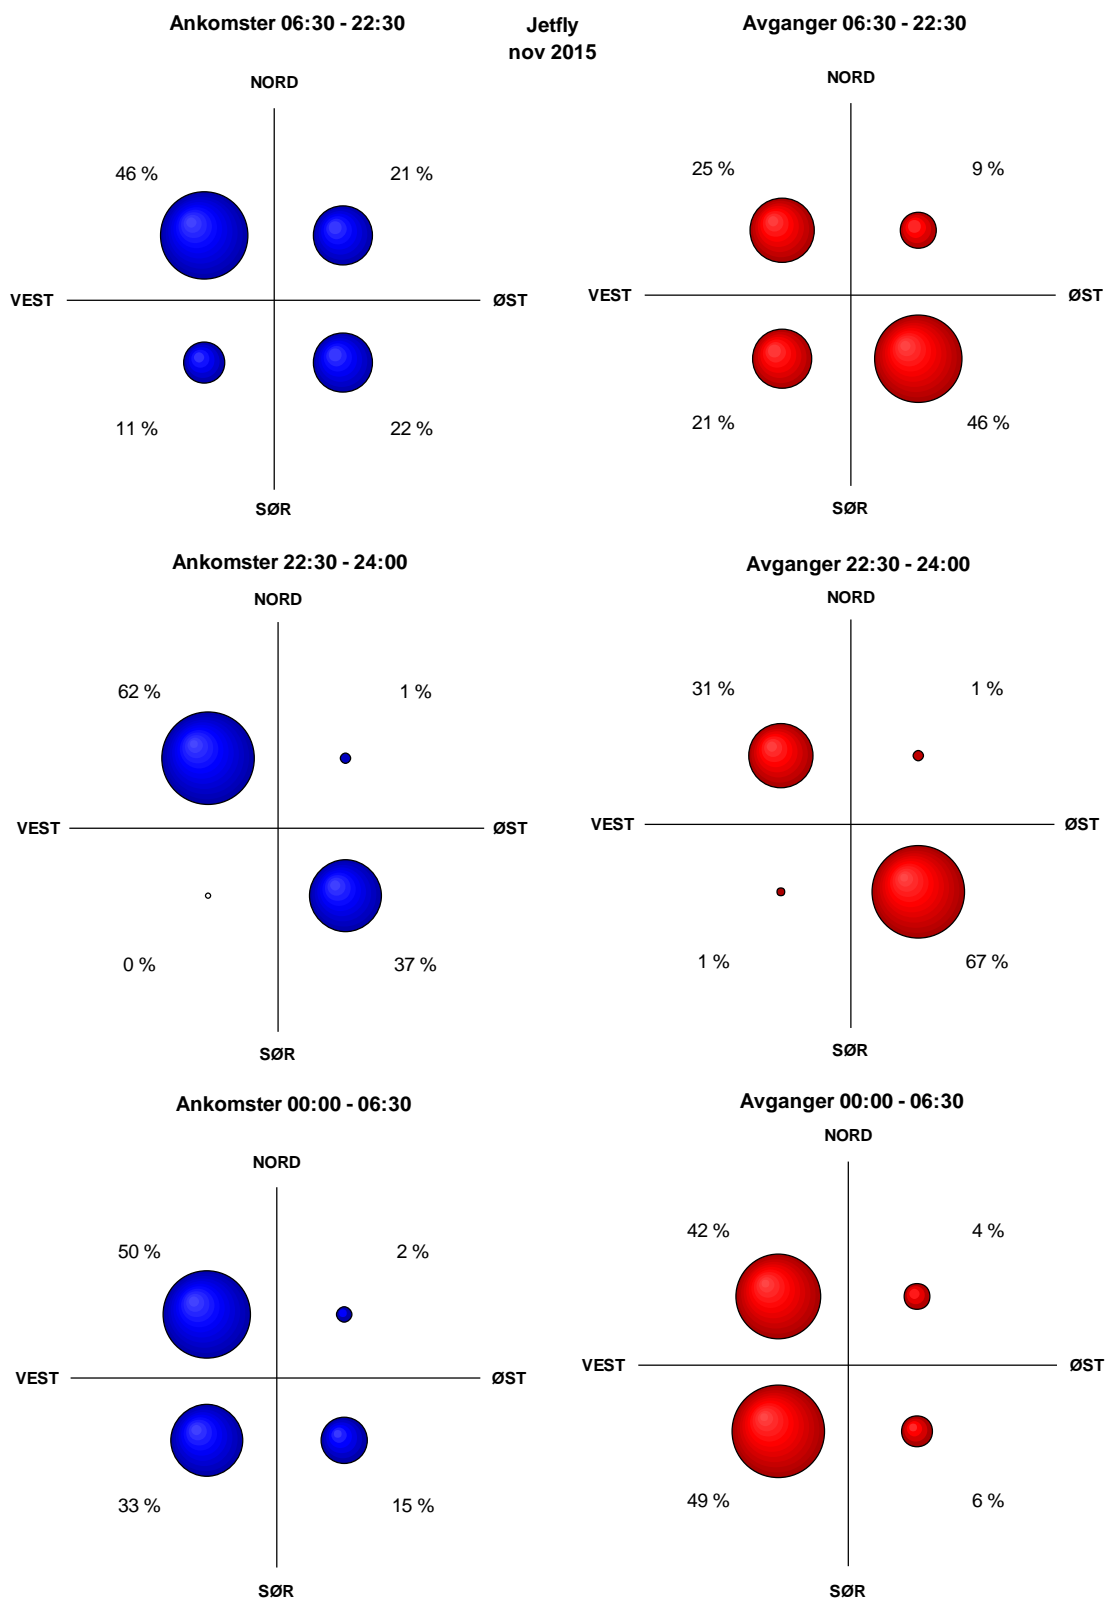 Ankomster 06:30 - 22:30
Jetfly
nov 2015
Avganger 06:30 - 22:30
NORD
46 %
21 %
VEST
ØST
11 %
22 %
SØR
NORD
25 %
9 %
VEST
ØST
21 %
46 %
SØR
Ankomster 22:30 - 24:00
NORD
62 %
1 %
VEST
ØST
0 %
37 %
SØR
Avganger 22:30 - 24:00
NORD
31 %
1 %
VEST
ØST
1 %
67 %
SØR
Ankomster 00:00 - 06:30
NORD
50 %
2 %
VEST
ØST
33 %
15 %
SØR
Avganger 00:00 - 06:30
NORD
42 %
4 %
VEST
ØST
49 %
6 %
SØR